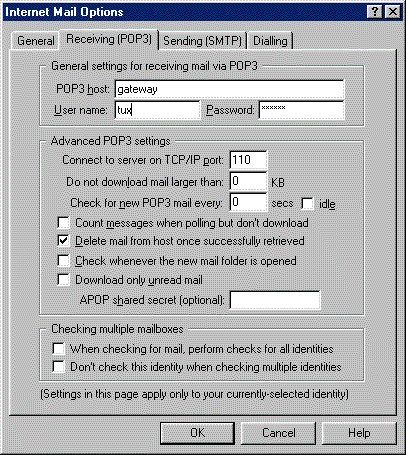 Internet Mail Options
General Receiving (POP3) Sending (SMTP) Dialling
General settings for receiving mail via POP3
POP3 host: gateway
User name: tux Password: ******
Advanced POP3 settings
Connect to server on TCP/IP port: 110
Do not download mail larger than: 0 KB
Check for new POP3 mail every: 0 secs idle
Count messages when polling but don't download
Delete mail from host once successfully retrieved
Check whenever the new mail folder is opened
Download only unread mail
APOP shared secret (optional):
Checking multiple mailboxes
When checking for mail, perform checks for all identities
Don't check this identity when checking multiple identities
(Settings in this page apply only to your currently-selected identity)
OK Cancel Help